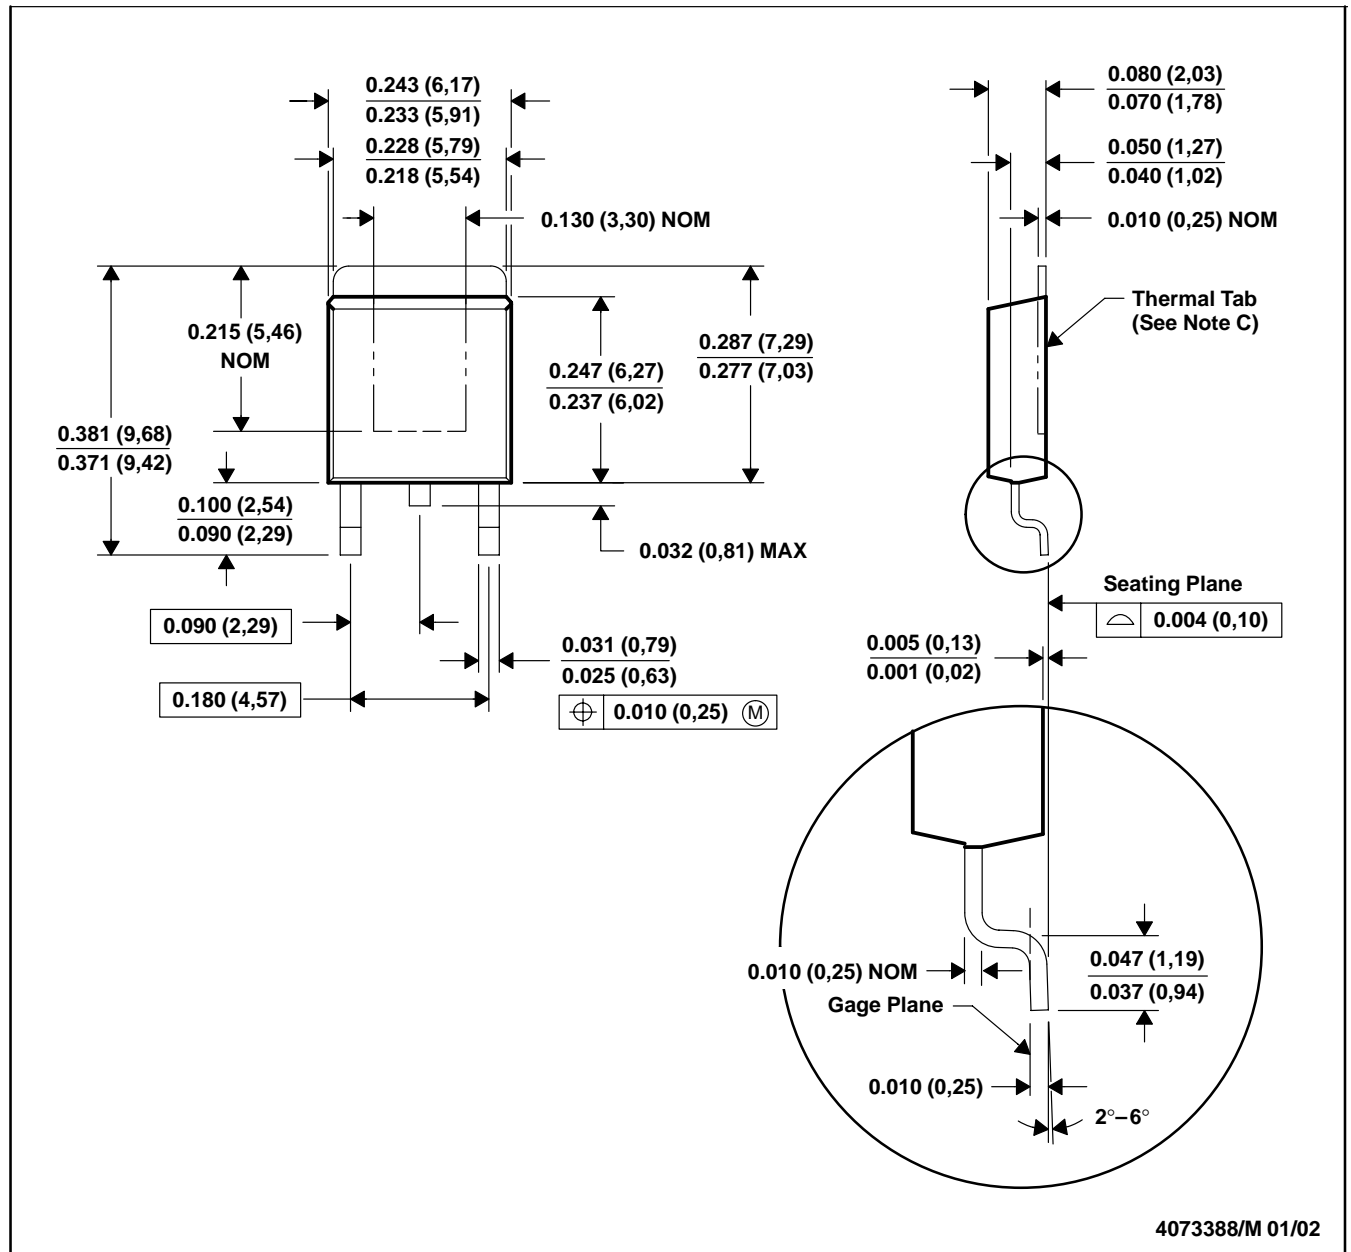 0.243 (6,17)
0.233 (5,91)
0.228 (5,79)
0.218 (5,54)
0.130 (3,30) NOM
0.215 (5,46)
NOM
0.287 (7,29)
0.277 (7,03)
0.247 (6,27)
0.237 (6,02)
0.381 (9,68)
0.371 (9,42)
0.100 (2,54)
0.090 (2,29)
0.032 (0,81) MAX
0.090 (2,29)
0.031 (0,79)
0.025 (0,63)
0.180 (4,57)
0.010 (0,25) Ⓜ
0.080 (2,03)
0.070 (1,78)
0.050 (1,27)
0.040 (1,02)
0.010 (0,25) NOM
Thermal Tab
(See Note C)
Seating Plane
0.004 (0,10)
0.005 (0,13)
0.001 (0,02)
0.010 (0,25) NOM
0.047 (1,19)
0.037 (0,94)
Gage Plane
0.010 (0,25)
2°–6°
4073388/M 01/02